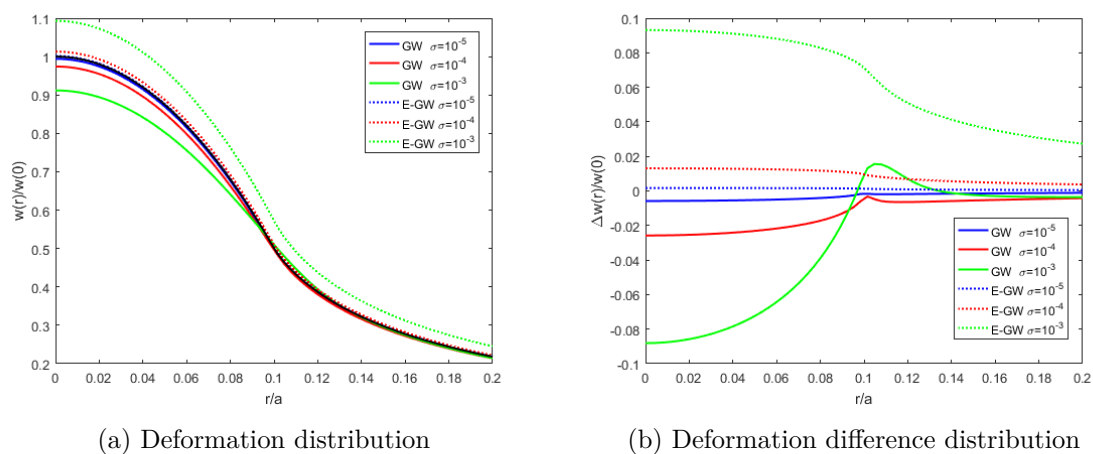 w(r)/w(0)
1.1
1
0.9
0.8
0.7
0.6
0.5
0.4
0.3
0.2
GW σ=10⁻⁵
GW σ=10⁻⁴
GW σ=10⁻³
E-GW σ=10⁻⁵
E-GW σ=10⁻⁴
E-GW σ=10⁻³
0 0.02 0.04 0.06 0.08 0.1 0.12 0.14 0.16 0.18 0.2
r/a
(a) Deformation distribution
Δw(r)/w(0)
0.1
0.08
0.06
0.04
0.02
0
-0.02
-0.04
-0.06
-0.08
-0.1
GW σ=10⁻⁵
GW σ=10⁻⁴
GW σ=10⁻³
E-GW σ=10⁻⁵
E-GW σ=10⁻⁴
E-GW σ=10⁻³
0 0.02 0.04 0.06 0.08 0.1 0.12 0.14 0.16 0.18 0.2
r/a
(b) Deformation difference distribution